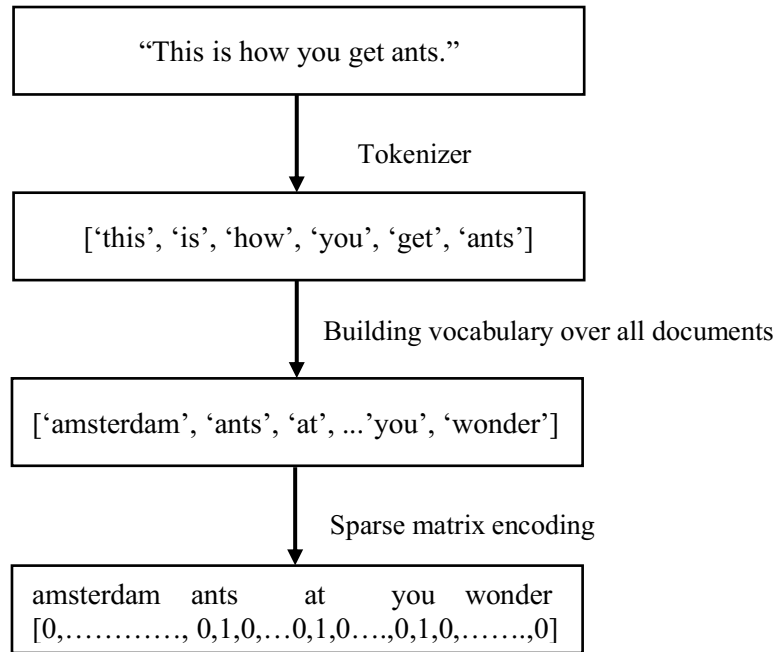 “This is how you get ants.”
Tokenizer
[‘this’, ‘is’, ‘how’, ‘you’, ‘get’, ‘ants’]
Building vocabulary over all documents
[‘amsterdam’, ‘ants’, ‘at’, ...’you’, ‘wonder’]
Sparse matrix encoding
amsterdam ants at you wonder
[0,…………, 0,1,0,…0,1,0….,0,1,0,…….,0]